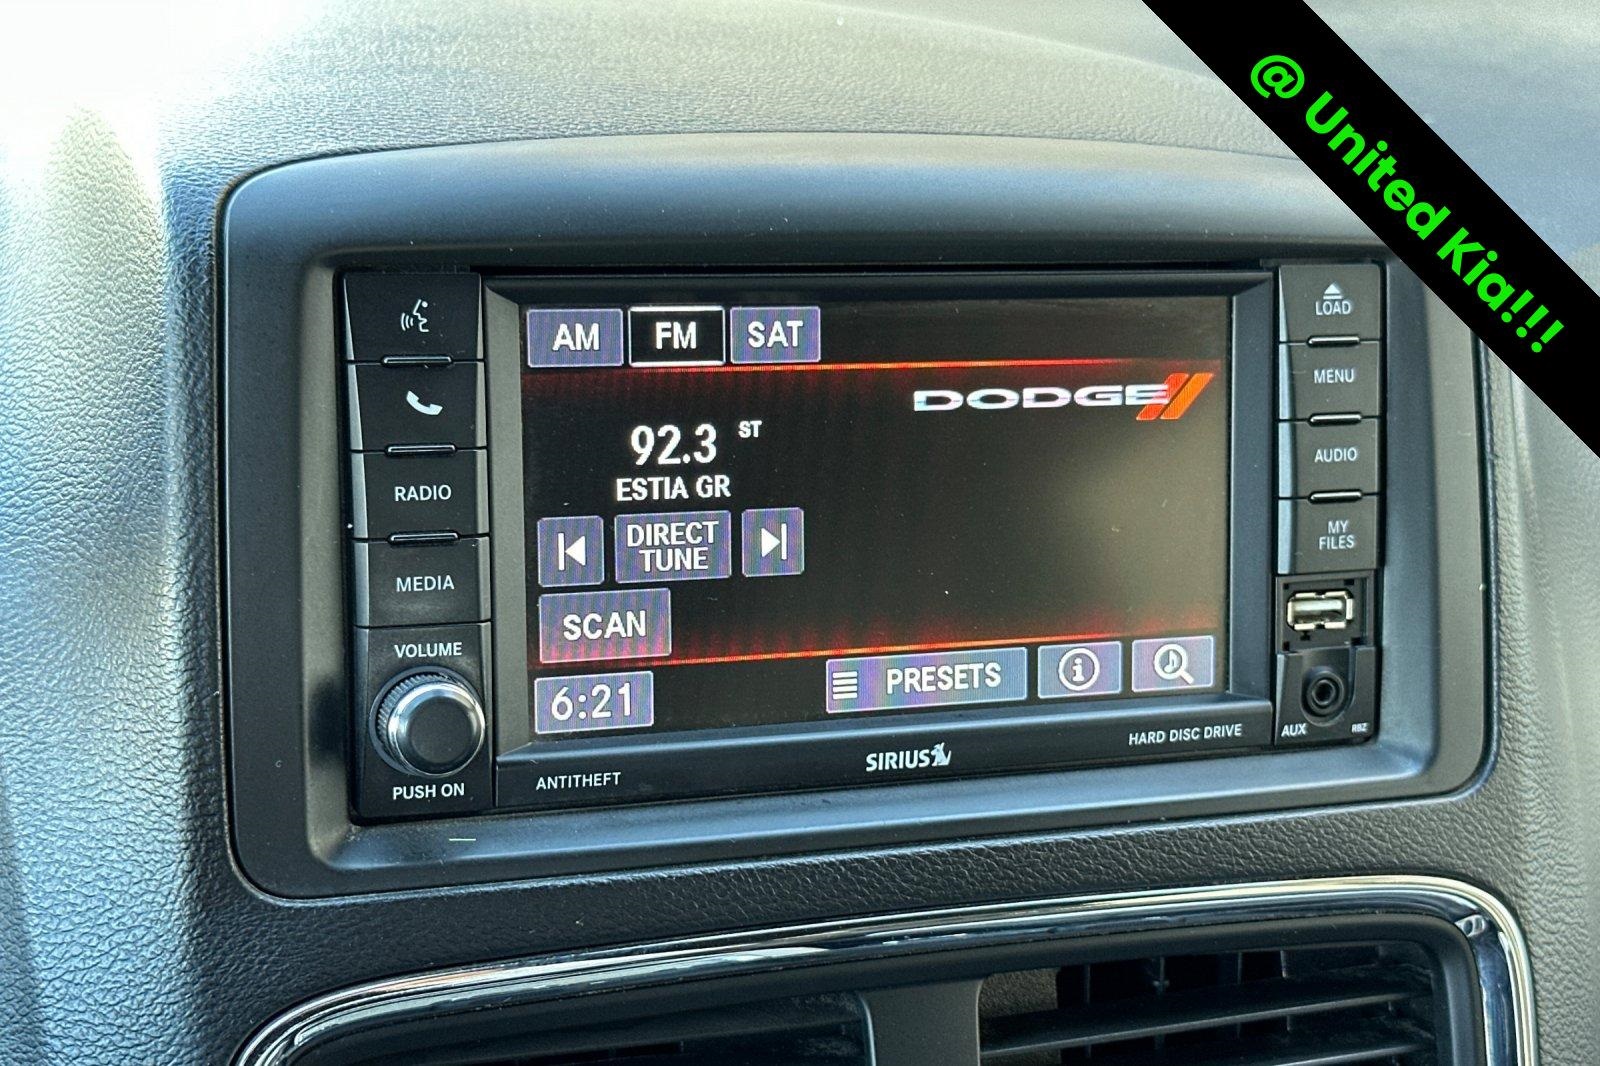 @ United Kia!!!
AM FM SAT
DODGE
92.3 ST
ESTIA GR
DIRECT
TUNE
SCAN
6:21
PRESETS
RADIO
MEDIA
VOLUME
PUSH ON
ANTITHEFT
SIRIUS
HARD DISC DRIVE
LOAD
MENU
AUDIO
MY
FILES
AUX
RBZ